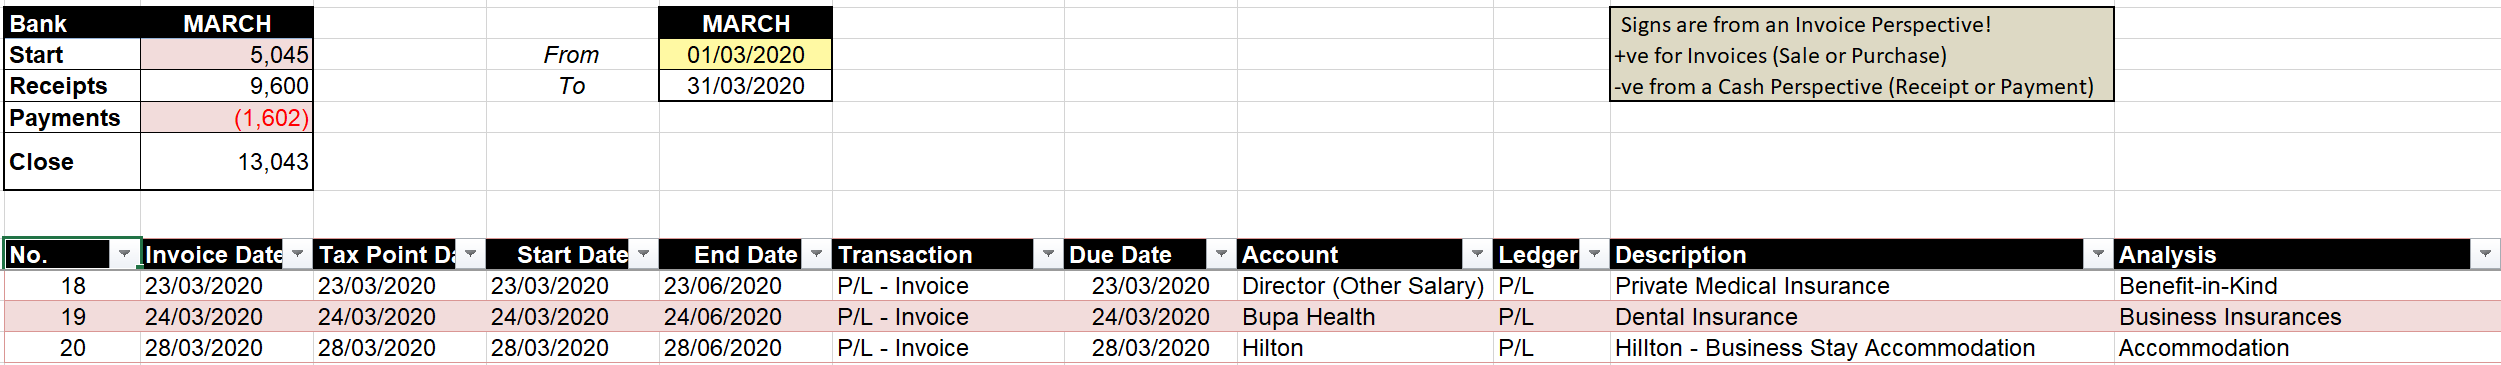 Bank MARCH
Start 5,045
Receipts 9,600
Payments (1,602)
Close 13,043
MARCH
From 01/03/2020
To 31/03/2020
Signs are from an Invoice Perspective!
+ve for Invoices (Sale or Purchase)
-ve from a Cash Perspective (Receipt or Payment)
No. Invoice Date Tax Point Da Start Date End Date Transaction Due Date Account Ledger Description Analysis
18 23/03/2020 23/03/2020 23/03/2020 23/06/2020 P/L - Invoice 23/03/2020 Director (Other Salary) P/L Private Medical Insurance Benefit-in-Kind
19 24/03/2020 24/03/2020 24/03/2020 24/06/2020 P/L - Invoice 24/03/2020 Bupa Health P/L Dental Insurance Business Insurances
20 28/03/2020 28/03/2020 28/03/2020 28/06/2020 P/L - Invoice 28/03/2020 Hilton P/L Hillton - Business Stay Accommodation Accommodation